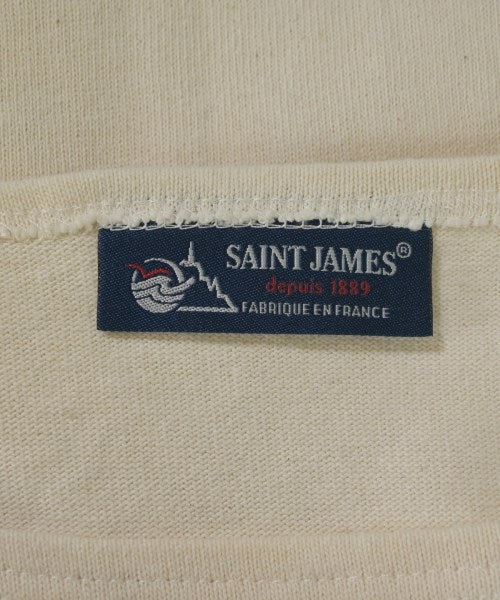 SAINT JAMES®
depuis 1889
FABRIQUE EN FRANCE